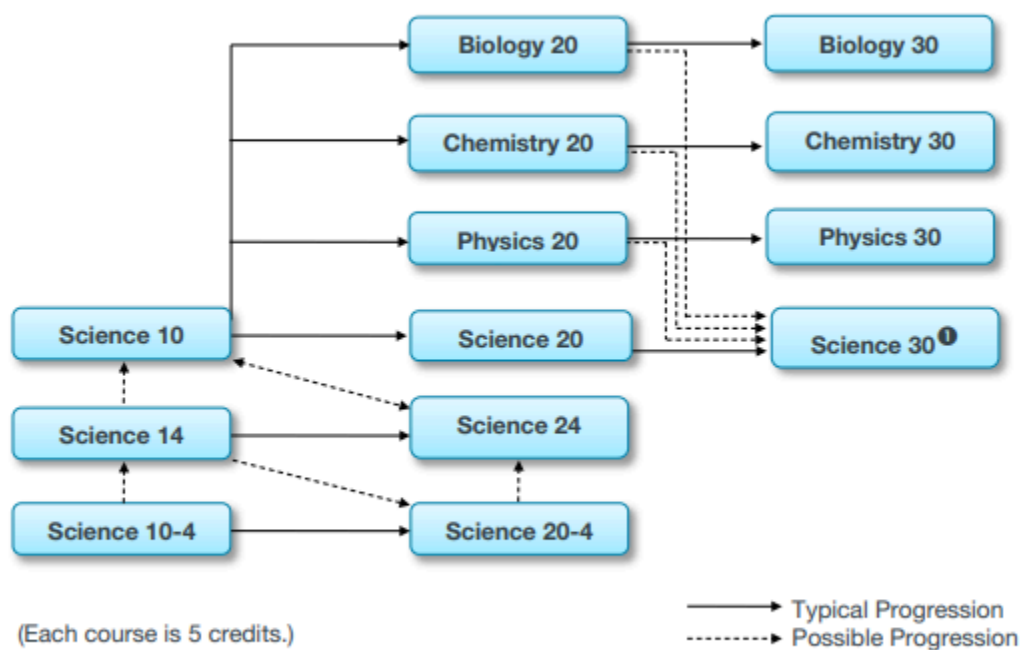 Biology 20
Biology 30
Chemistry 20
Chemistry 30
Physics 20
Physics 30
Science 10
Science 20
Science 30❶
Science 14
Science 24
Science 10-4
Science 20-4
(Each course is 5 credits.)
Typical Progression
Possible Progression